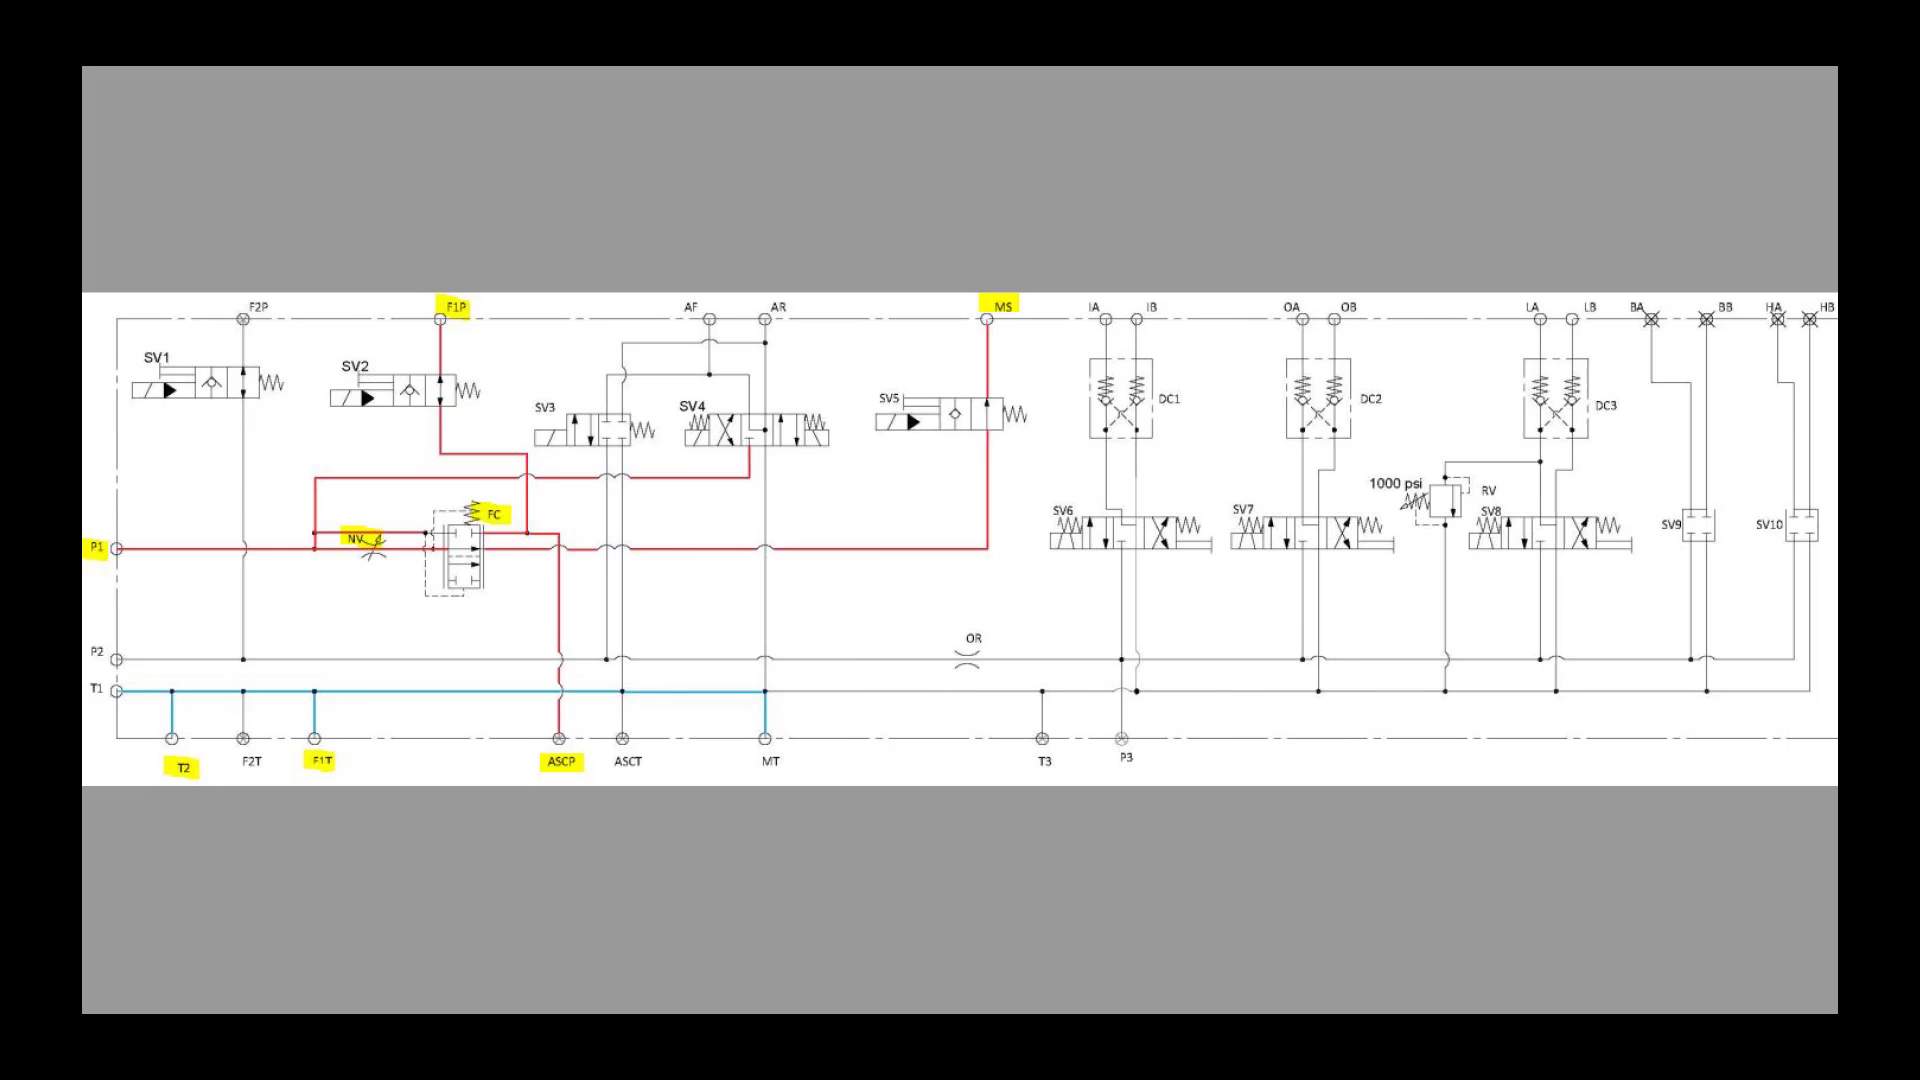 F2P F1P AF AR MS IA IB OA OB LA LB BA BB HA HB
SV1 SV2
SV3 SV4 SV5 DC1 DC2 DC3
1000 psi RV
NV FC SV6 SV7 SV8 SV9 SV10
P1
P2 OR
T1
T2 F2T F1T ASCP ASCT MT T3 P3